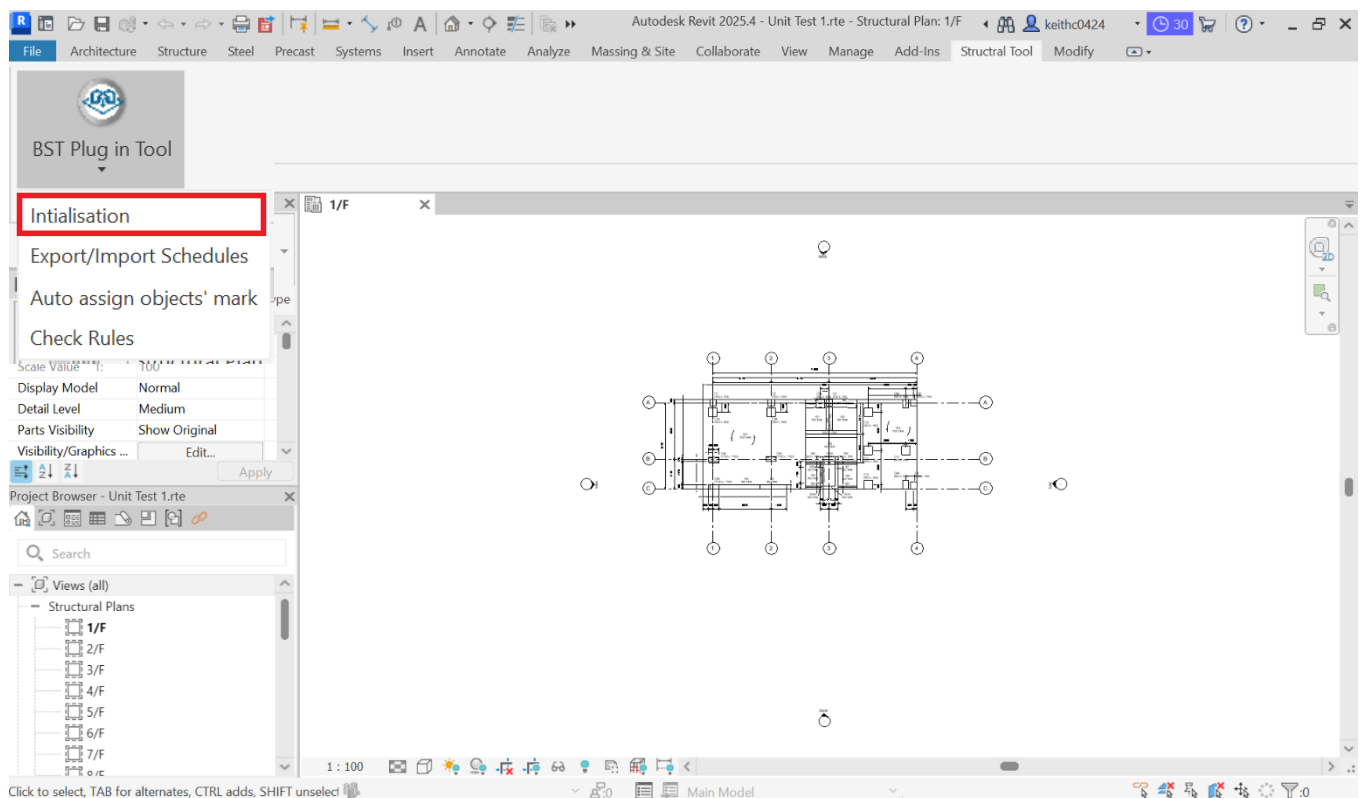 Autodesk Revit 2025.4 - Unit Test 1.rte - Structural Plan: 1/F
keithc0424
30
File Architecture Structure Steel Precast Systems Insert Annotate Analyze Massing & Site Collaborate View Manage Add-Ins Structral Tool Modify
BST Plug in Tool
Intialisation
Export/Import Schedules
Auto assign objects' mark
Check Rules
1/F
2D
Scale Value 1: 100
Display Model Normal
Detail Level Medium
Parts Visibility Show Original
Visibility/Graphics ... Edit...
Apply
Project Browser - Unit Test 1.rte
Search
Views (all)
Structural Plans
1/F
2/F
3/F
4/F
5/F
6/F
7/F
8/F
1 2 3 4
A A
B B
C C
1 2 3 4
1 : 100
Click to select, TAB for alternates, CTRL adds, SHIFT unselect
:0
Main Model
:0